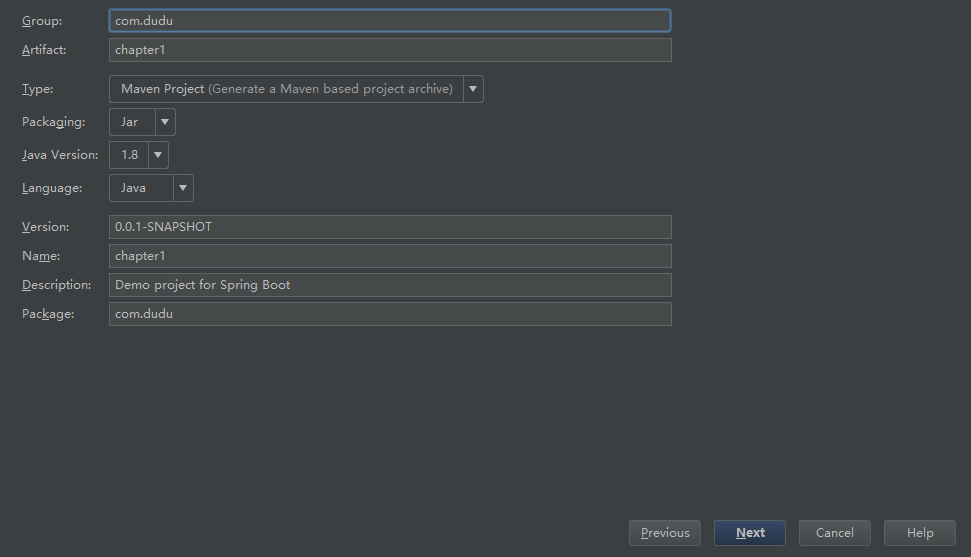 Group: com.dudu
Artifact: chapter1
Type: Maven Project (Generate a Maven based project archive)
Packaging: Jar
Java Version: 1.8
Language: Java
Version: 0.0.1-SNAPSHOT
Name: chapter1
Description: Demo project for Spring Boot
Package: com.dudu
Previous Next Cancel Help